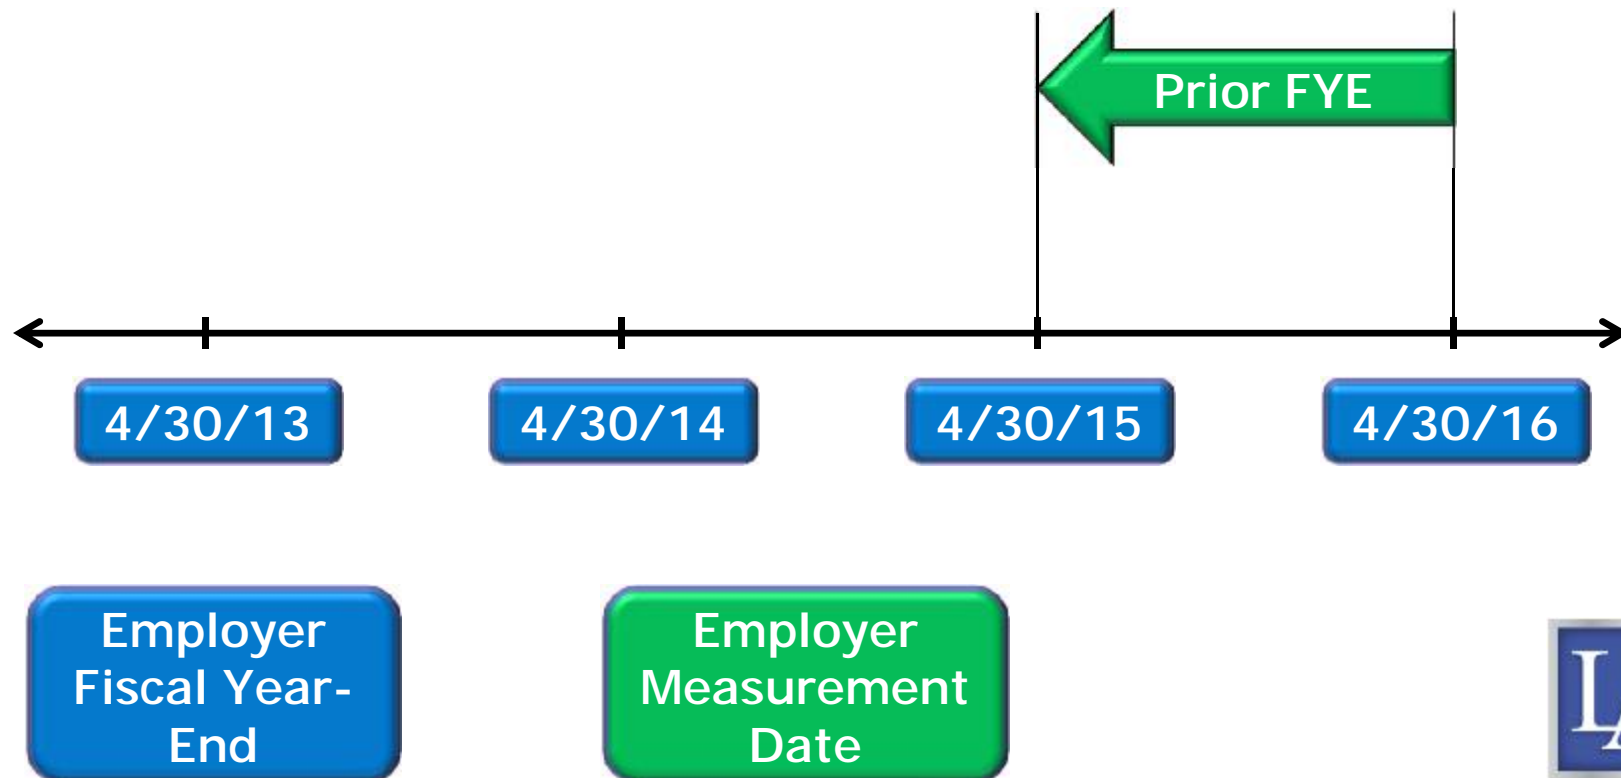 Prior FYE
4/30/13
4/30/14
4/30/15
4/30/16
Employer
Fiscal Year-
End
Employer
Measurement
Date